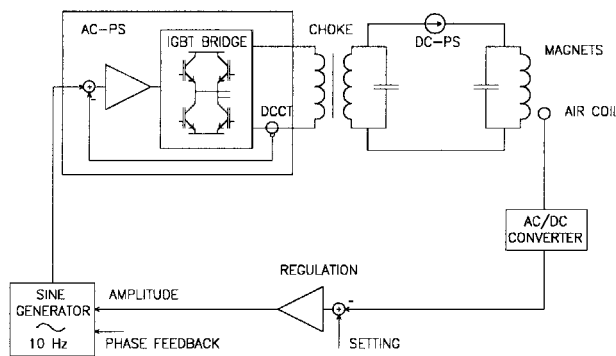 AC-PS
IGBT BRIDGE
DCCT
CHOKE
DC-PS
MAGNETS
AIR COIL
AC/DC
CONVERTER
REGULATION
SETTING
AMPLITUDE
PHASE FEEDBACK
SINE
GENERATOR
10 Hz